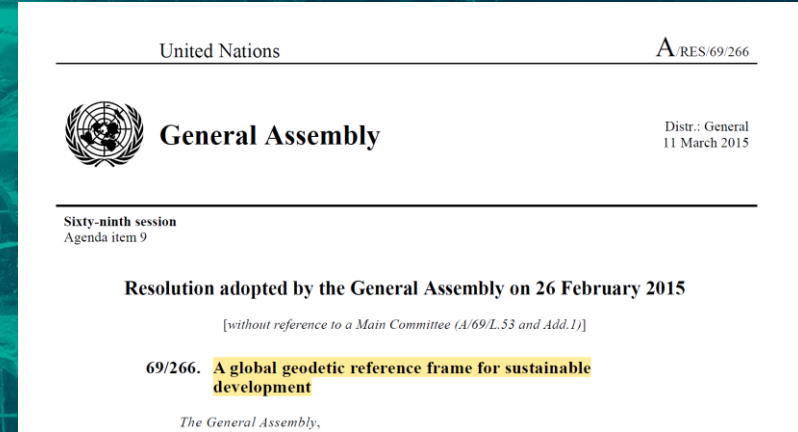 United Nations A/RES/69/266
General Assembly
Distr.: General
11 March 2015
Sixty-ninth session
Agenda item 9
Resolution adopted by the General Assembly on 26 February 2015
[without reference to a Main Committee (A/69/L.53 and Add.1)]
69/266. A global geodetic reference frame for sustainable
development
The General Assembly,